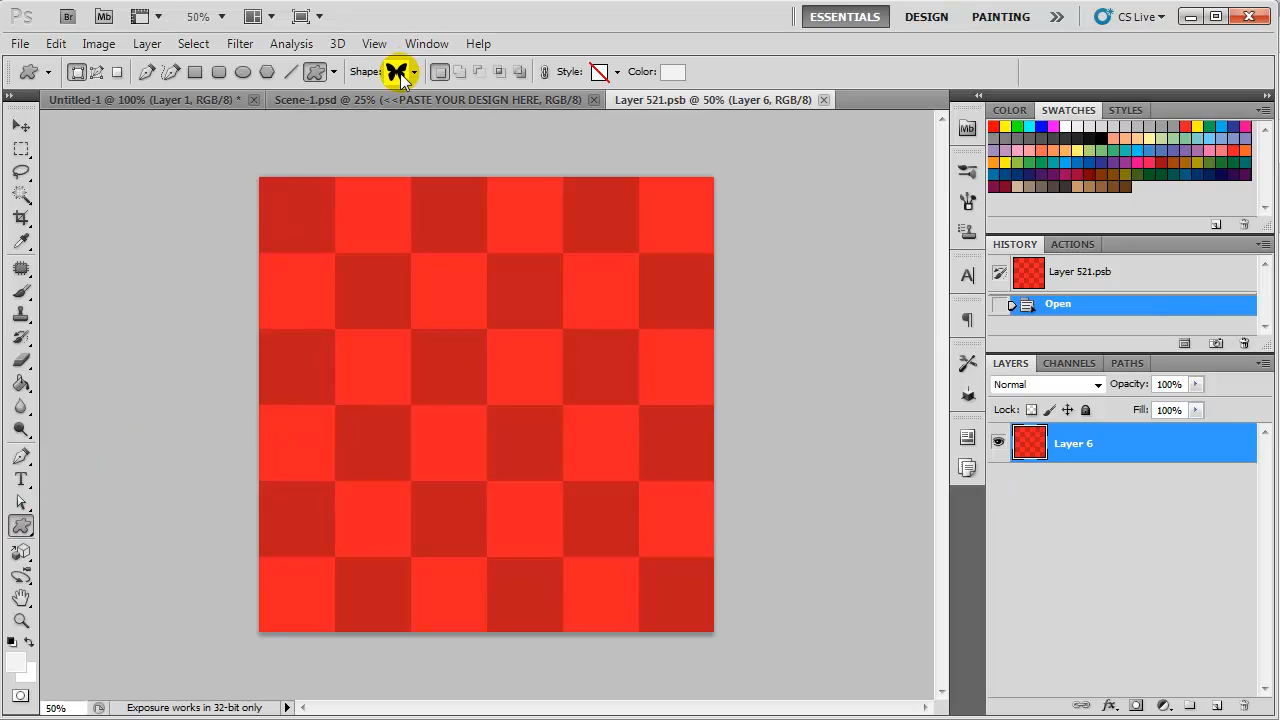 Ps Br Mb 50% ESSENTIALS DESIGN PAINTING CS Live
File Edit Image Layer Select Filter Analysis 3D View Window Help
Shape: Style: Color:
Untitled-1 @ 100% (Layer 1, RGB/8) * Scene-1.psd @ 25% (<<PASTE YOUR DESIGN HERE, RGB/8) Layer 521.psb @ 50% (Layer 6, RGB/8)
COLOR SWATCHES STYLES
Mb
HISTORY ACTIONS
Layer 521.psb
Open
LAYERS CHANNELS PATHS
Normal Opacity: 100%
Lock: Fill: 100%
Layer 6
50% Exposure works in 32-bit only